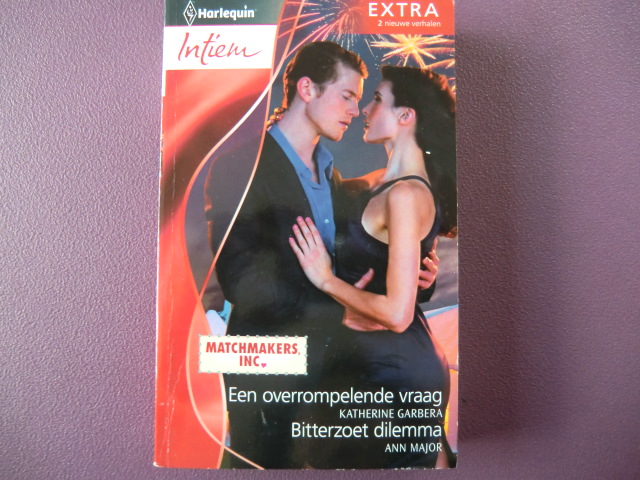 Harlequin
Intiem
EXTRA
2 nieuwe verhalen
MATCHMAKERS,
INC.
Een overrompelende vraag
KATHERINE GARBERA
Bitterzoet dilemma
ANN MAJOR